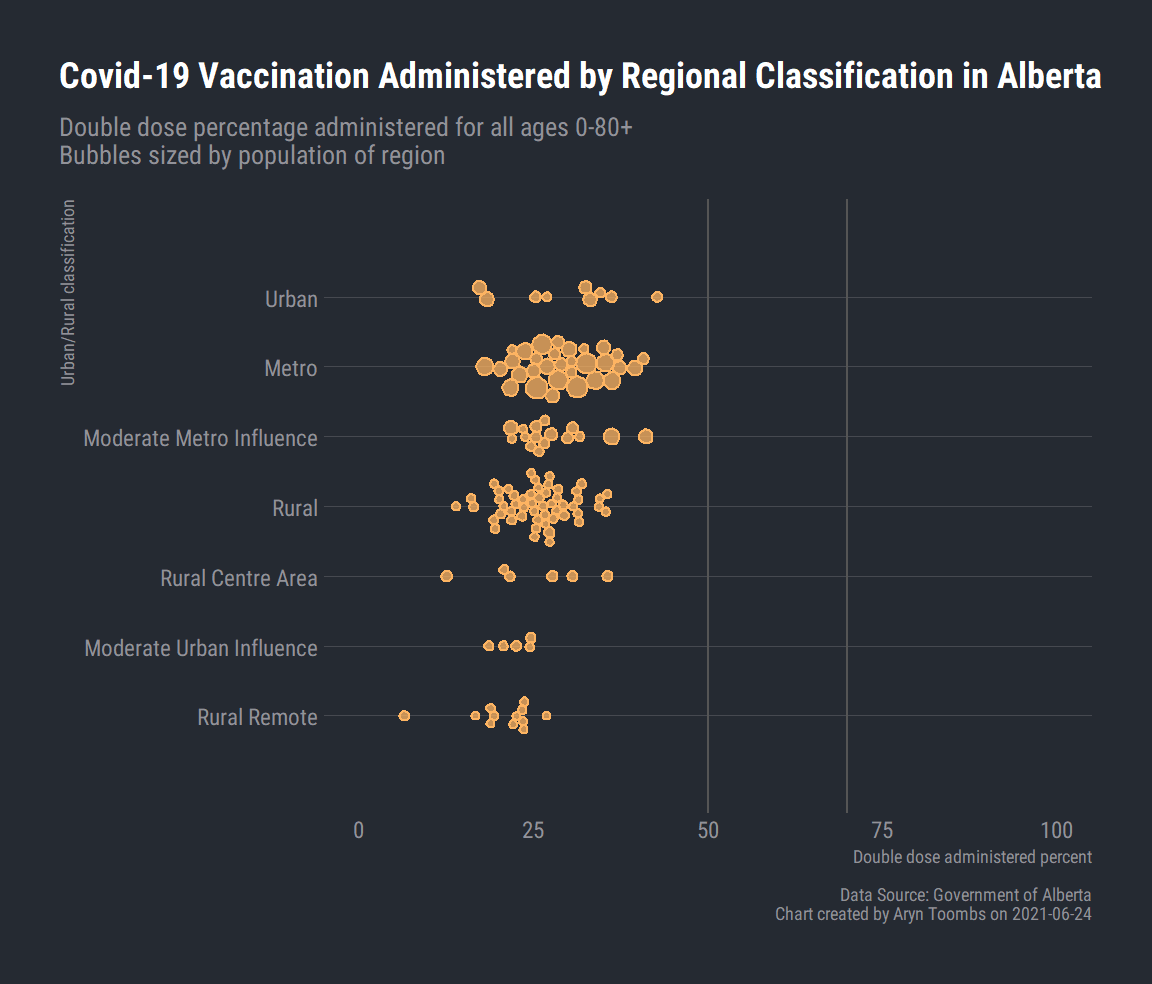 Covid-19 Vaccination Administered by Regional Classification in Alberta
Double dose percentage administered for all ages 0-80+
Bubbles sized by population of region
Urban/Rural classification
Urban
Metro
Moderate Metro Influence
Rural
Rural Centre Area
Moderate Urban Influence
Rural Remote
0 25 50 75 100
Double dose administered percent
Data Source: Government of Alberta
Chart created by Aryn Toombs on 2021-06-24